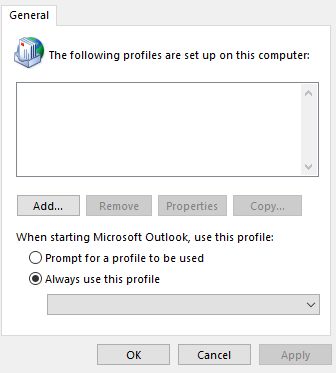 General
The following profiles are set up on this computer:
Add...
Remove
Properties
Copy...
When starting Microsoft Outlook, use this profile:
Prompt for a profile to be used
Always use this profile
OK
Cancel
Apply